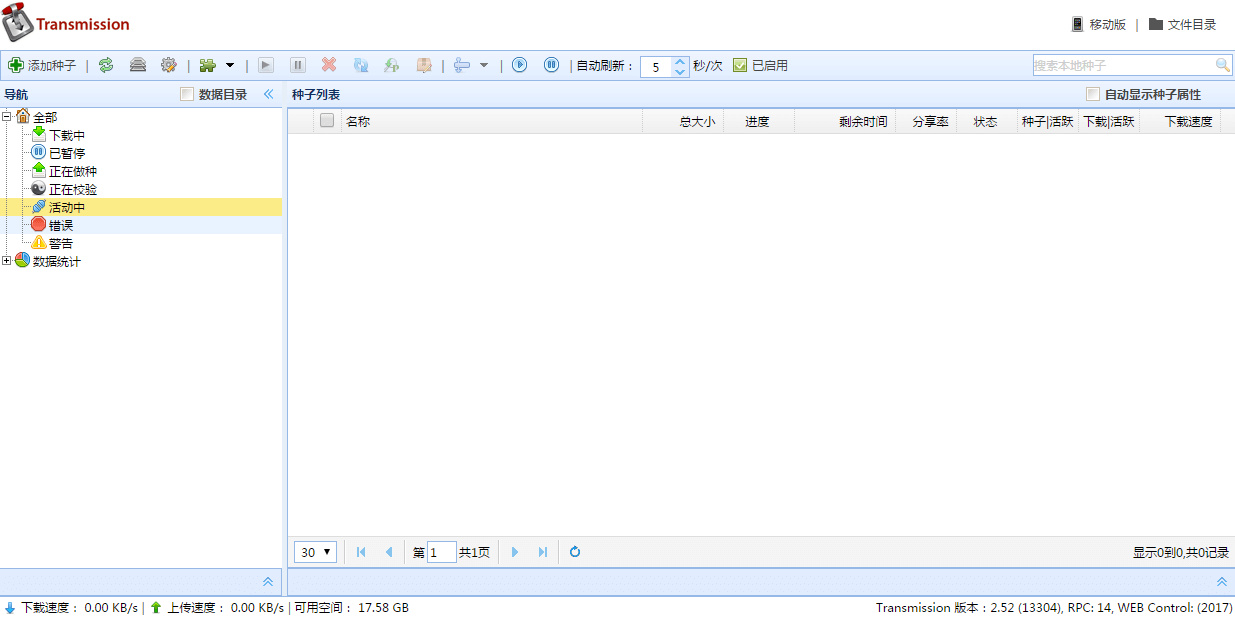 Transmission
移动版 | 文件目录
添加种子 | | | | | | 自动刷新： 5 秒/次 已启用 搜索本地种子
导航 数据目录 种子列表 自动显示种子属性
名称 总大小 进度 剩余时间 分享率 状态 种子|活跃 下载|活跃 下载速度
全部
下载中
已暂停
正在做种
正在校验
活动中
错误
警告
数据统计
30 第 1 共1页 显示0到0,共0记录
下载速度： 0.00 KB/s | 上传速度： 0.00 KB/s | 可用空间： 17.58 GB
Transmission 版本：2.52 (13304), RPC: 14, WEB Control: (2017)